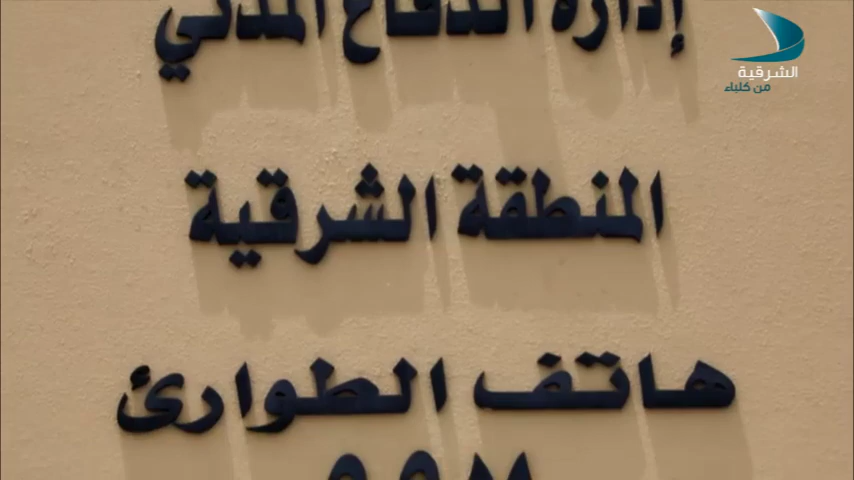 إدارة الدفاع المدني
الشرقية
من كلباء
المنطقة الشرقية
هاتف الطوارئ